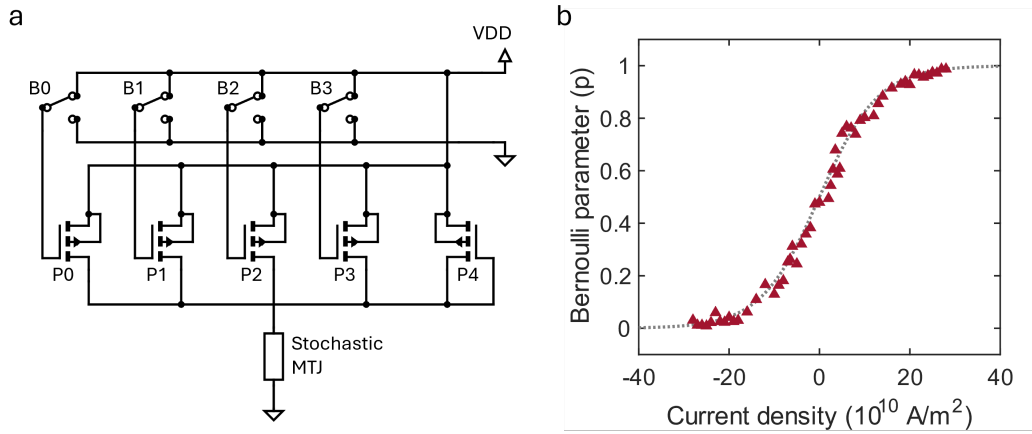 a
VDD
B0 B1 B2 B3
P0 P1 P2 P3 P4
Stochastic
MTJ
b
Bernoulli parameter (p)
1
0.8
0.6
0.4
0.2
0
-40 -20 0 20 40
Current density (10¹⁰ A/m²)